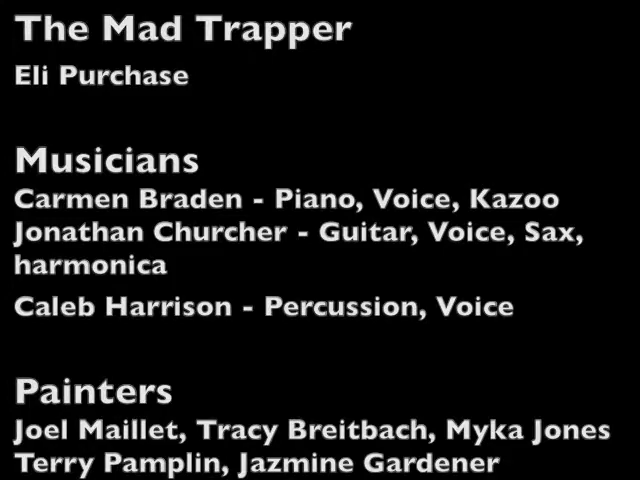 The Mad Trapper
Eli Purchase
Musicians
Carmen Braden - Piano, Voice, Kazoo
Jonathan Churcher - Guitar, Voice, Sax,
harmonica
Caleb Harrison - Percussion, Voice
Painters
Joel Maillet, Tracy Breitbach, Myka Jones
Terry Pamplin, Jazmine Gardener